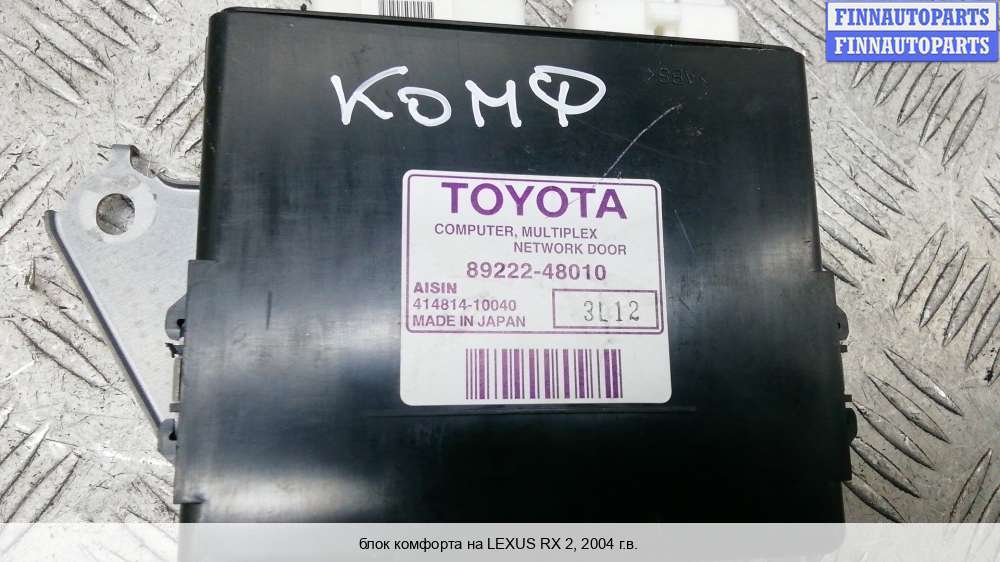 FINNAUTOPARTS
FINNAUTOPARTS
>ABS<
КОМФ
TOYOTA
COMPUTER, MULTIPLEX
NETWORK DOOR
89222-48010
AISIN
414814-10040
3L12
MADE IN JAPAN
блок комфорта на LEXUS RX 2, 2004 г.в.